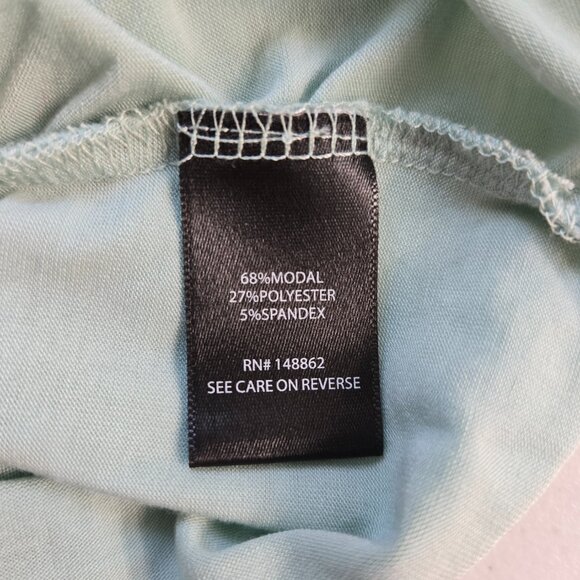 68%MODAL
27%POLYESTER
5%SPANDEX
RN# 148862
SEE CARE ON REVERSE